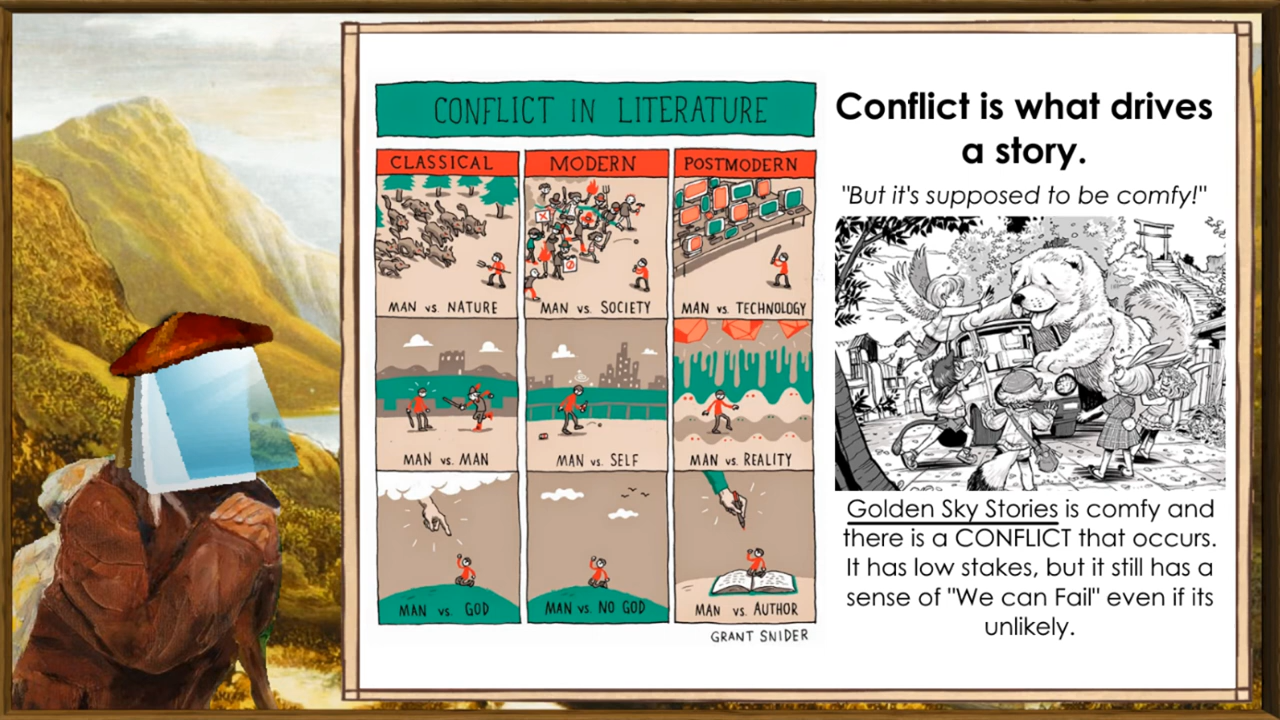 CONFLICT IN LITERATURE
CLASSICAL
MODERN
POSTMODERN
MAN vs. NATURE
MAN vs. SOCIETY
MAN vs. TECHNOLOGY
MAN vs. MAN
MAN vs. SELF
MAN vs. REALITY
MAN vs. GOD
MAN vs. NO GOD
MAN vs. AUTHOR
GRANT SNIDER
Conflict is what drives
a story.
"But it's supposed to be comfy!"
Golden Sky Stories is comfy and
there is a CONFLICT that occurs.
It has low stakes, but it still has a
sense of "We can Fail" even if its
unlikely.